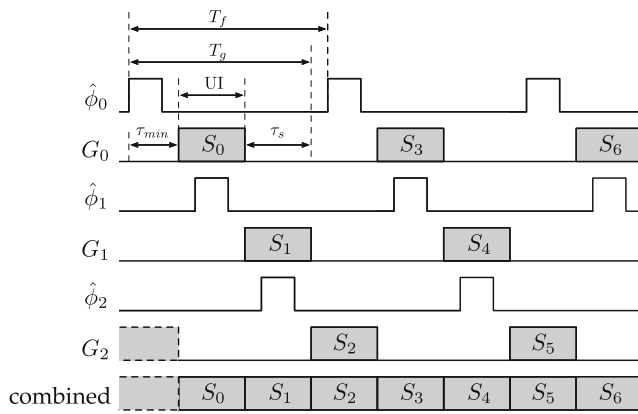 T_f
T_g
UI
ϕ̂_0
τ_min τ_s
G_0 S_0 S_3 S_6
ϕ̂_1
G_1 S_1 S_4
ϕ̂_2
G_2 S_2 S_5
combined S_0 S_1 S_2 S_3 S_4 S_5 S_6